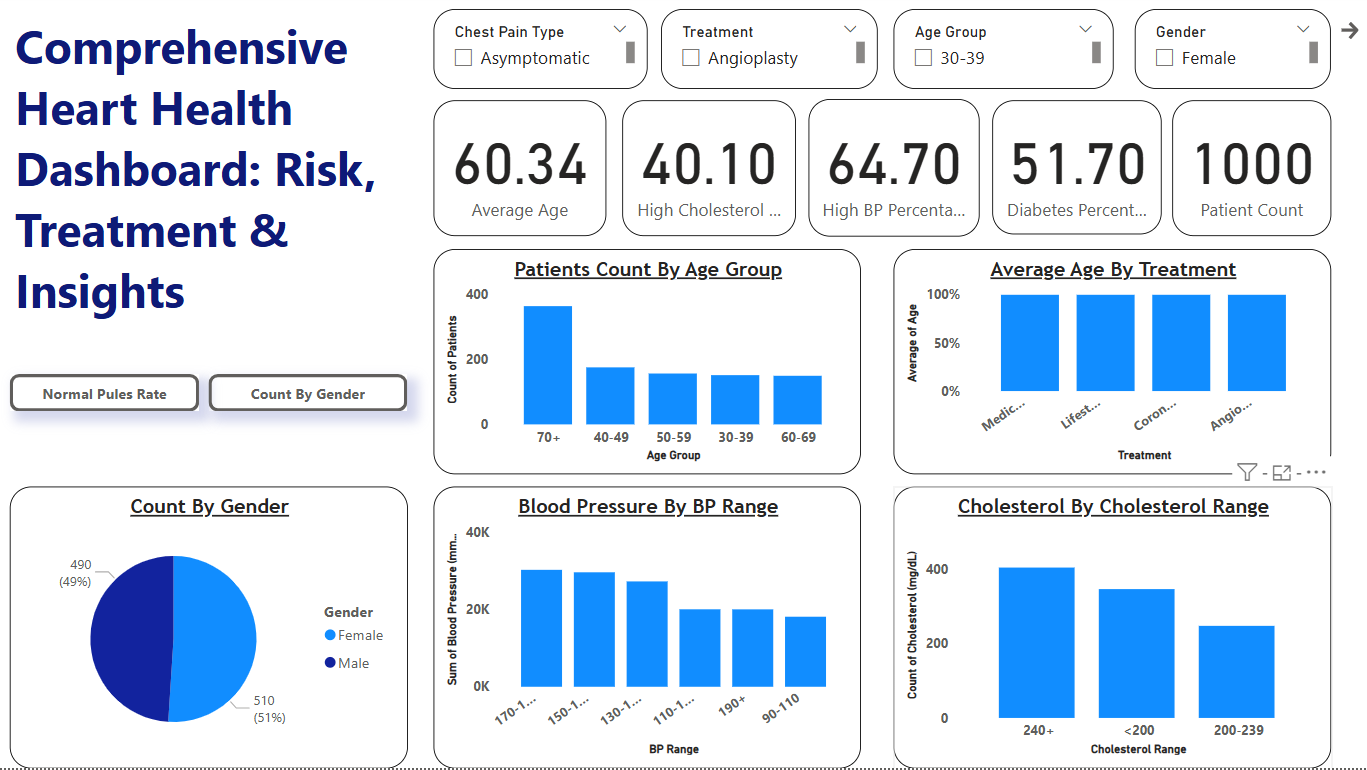 Comprehensive
Heart Health
Dashboard: Risk,
Treatment &
Insights
Chest Pain Type
Asymptomatic
Treatment
Angioplasty
Age Group
30-39
Gender
Female
60.34
Average Age
40.10
High Cholesterol ...
64.70
High BP Percenta...
51.70
Diabetes Percent...
1000
Patient Count
Normal Pules Rate
Count By Gender
Patients Count By Age Group
Count of Patients
400
200
0
70+ 40-49 50-59 30-39 60-69
Age Group
Average Age By Treatment
Average of Age
100%
50%
0%
Medic... Lifest... Coron... Angio...
Treatment
Count By Gender
490
(49%)
510
(51%)
Gender
Female
Male
Blood Pressure By BP Range
Sum of Blood Pressure (mm...
40K
20K
0K
170-1... 150-1... 130-1... 110-1... 190+ 90-110
BP Range
Cholesterol By Cholesterol Range
Count of Cholesterol (mg/dL)
400
200
0
240+ <200 200-239
Cholesterol Range